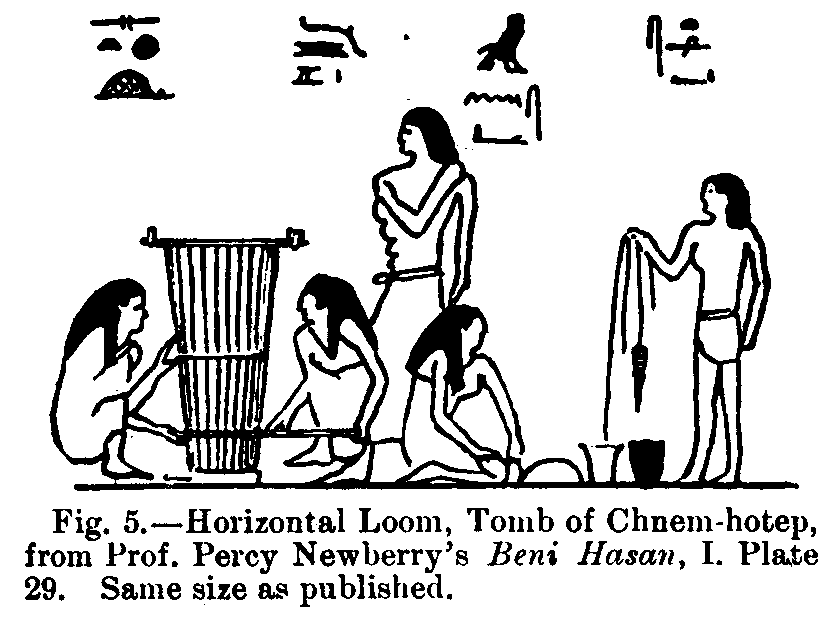 Fig. 5.—Horizontal Loom, Tomb of Chnem-hotep,
from Prof. Percy Newberry's Beni Hasan, I. Plate
29. Same size as published.